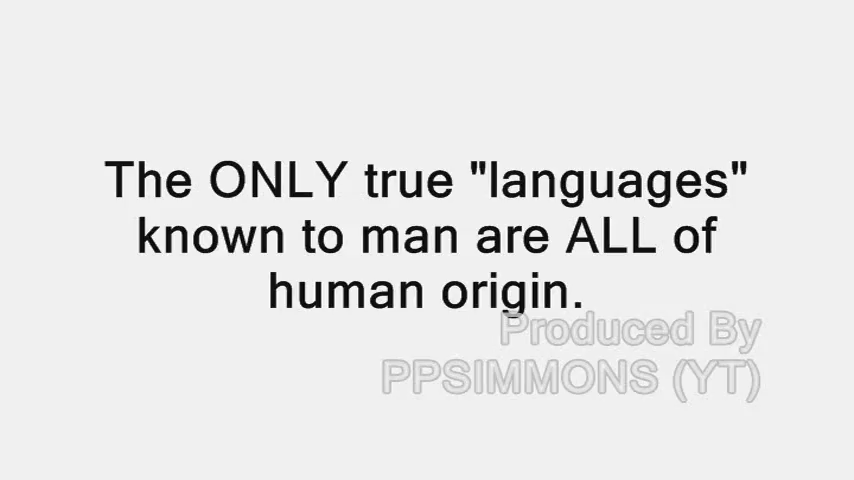 The ONLY true "languages"
known to man are ALL of
human origin.
Produced By
PPSIMMONS (YT)